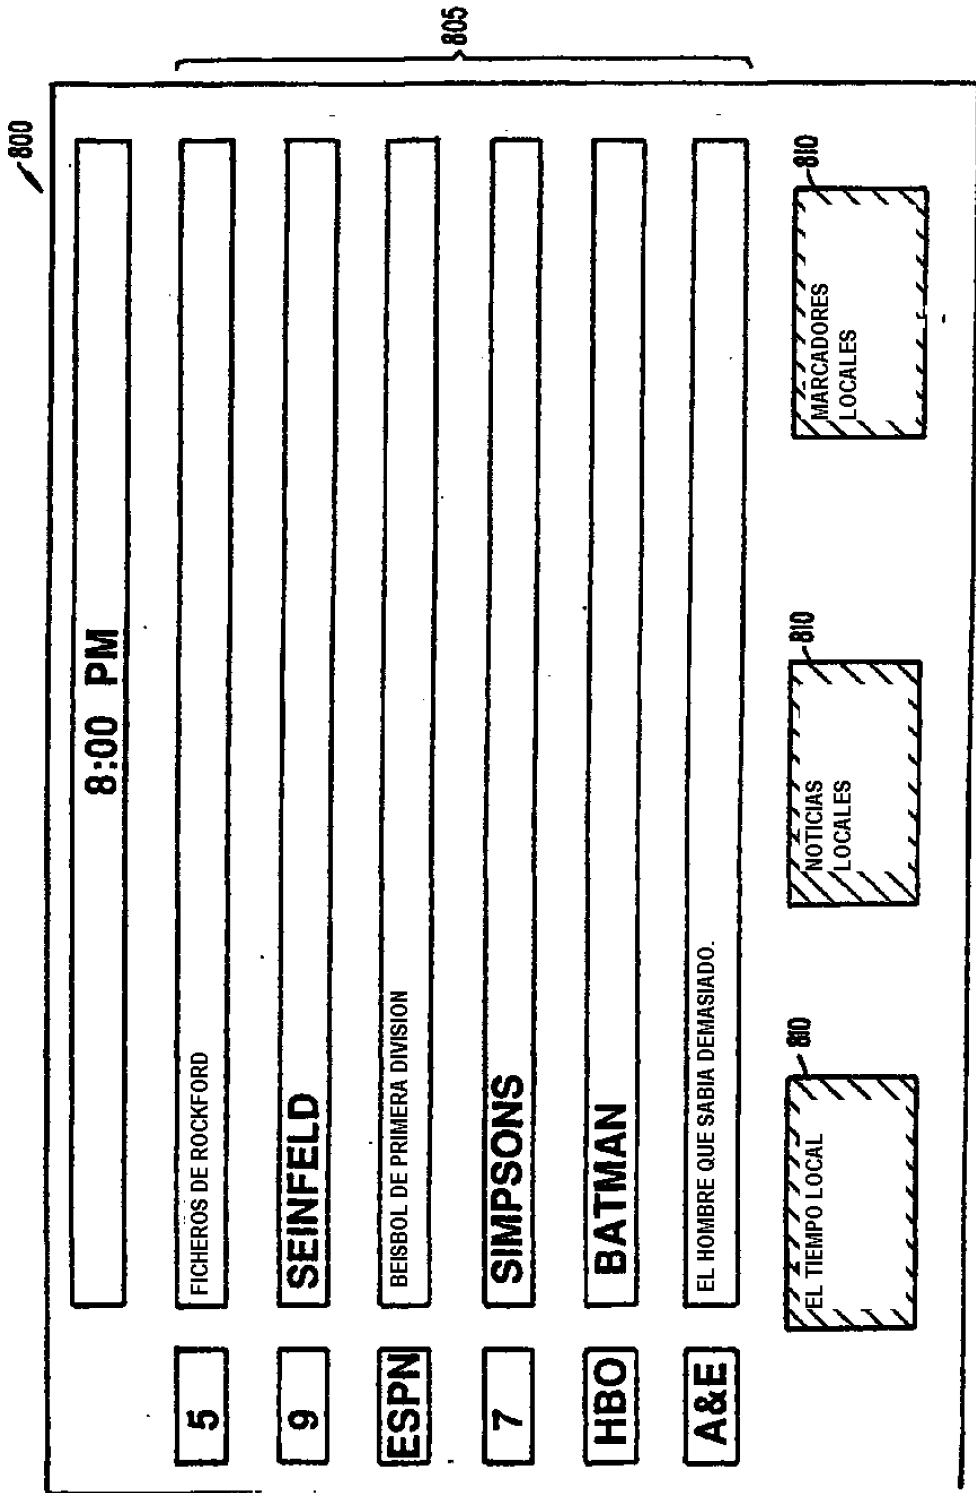 800
8:00 PM
805
5
FICHEROS DE ROCKFORD
9
SEINFELD
ESPN
BEISBOL DE PRIMERA DIVISION
7
SIMPSONS
HBO
BATMAN
A&E
EL HOMBRE QUE SABIA DEMASIADO.
810
EL TIEMPO LOCAL
810
NOTICIAS
LOCALES
810
MARCADORES
LOCALES